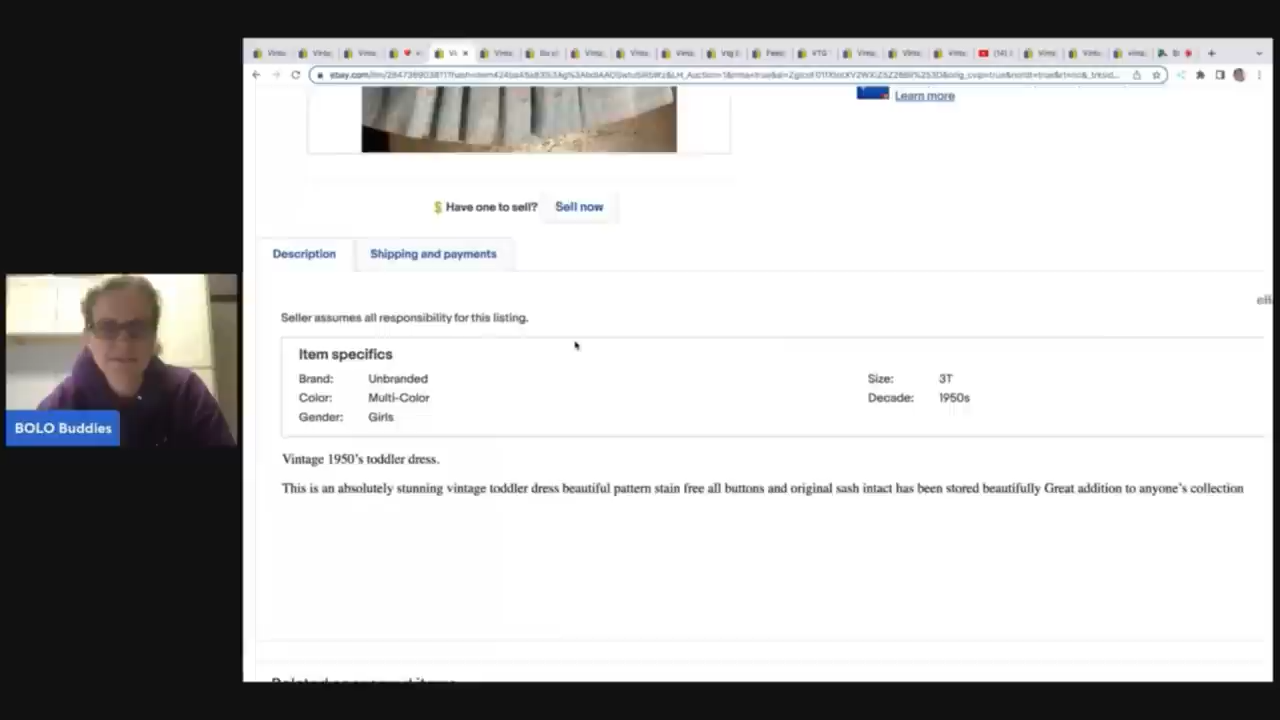 Learn more
$ Have one to sell? Sell now
Description Shipping and payments
Seller assumes all responsibility for this listing.
Item specifics
Brand: Unbranded Size: 3T
Color: Multi-Color Decade: 1950s
Gender: Girls
Vintage 1950's toddler dress.
This is an absolutely stunning vintage toddler dress beautiful pattern stain free all buttons and original sash intact has been stored beautifully Great addition to anyone's collection
BOLO Buddies